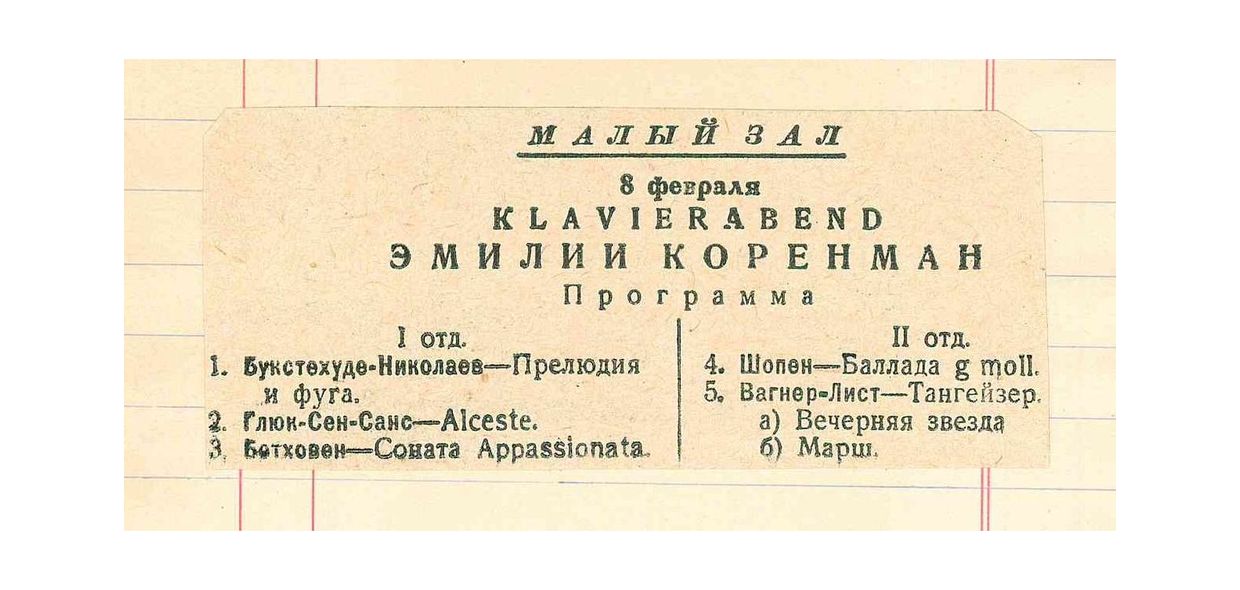 МАЛЫЙ ЗАЛ
8 февраля
KLAVIERABEND
ЭМИЛИИ КОРЕНМАН
Программа
I отд.
1. Букстехуде-Николаев—Прелюдия
и фуга.
2. Глюк-Сен-Санс—Alceste.
3. Бетховен—Соната Appassionata.
II отд.
4. Шопен—Баллада g moll.
5. Вагнер-Лист—Тангейзер.
а) Вечерняя звезда
б) Марш.